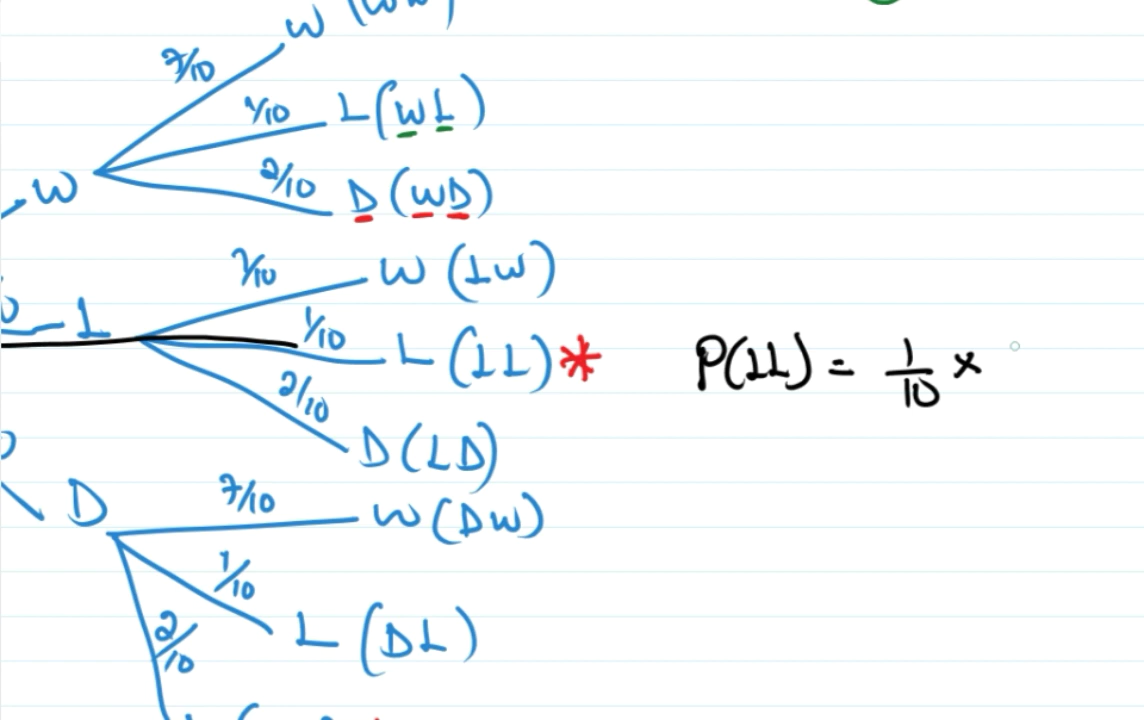 W (WW)
7/10
1/10 L (WL)
2/10 D (WD)
W
7/10 W (LW)
L 1/10 L (LL) *
P(LL) = 1/10 ×
2/10 D (LD)
D 7/10 W (DW)
1/10 L (DL)
2/10